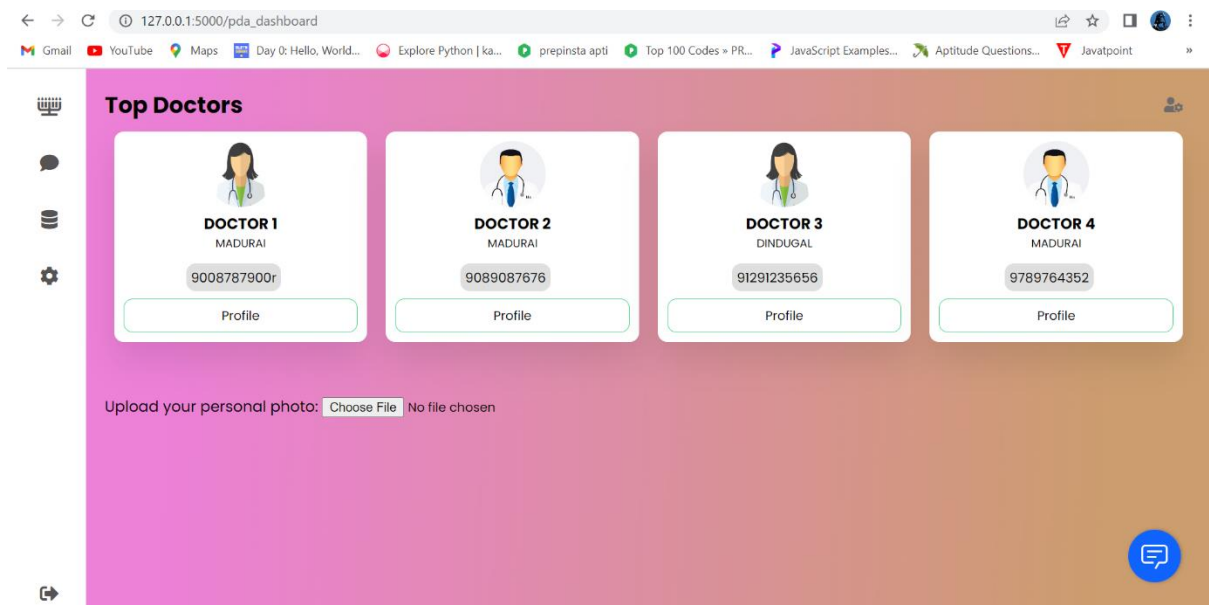 127.0.0.1:5000/pda_dashboard
Gmail YouTube Maps Day 0: Hello, World... Explore Python | ka... prepinsta apti Top 100 Codes » PR... JavaScript Examples... Aptitude Questions... Javatpoint »
Top Doctors
DOCTOR 1 DOCTOR 2 DOCTOR 3 DOCTOR 4
MADURAI MADURAI DINDUGAL MADURAI
9008787900r 9089087676 91291235656 9789764352
Profile Profile Profile Profile
Upload your personal photo: Choose File No file chosen